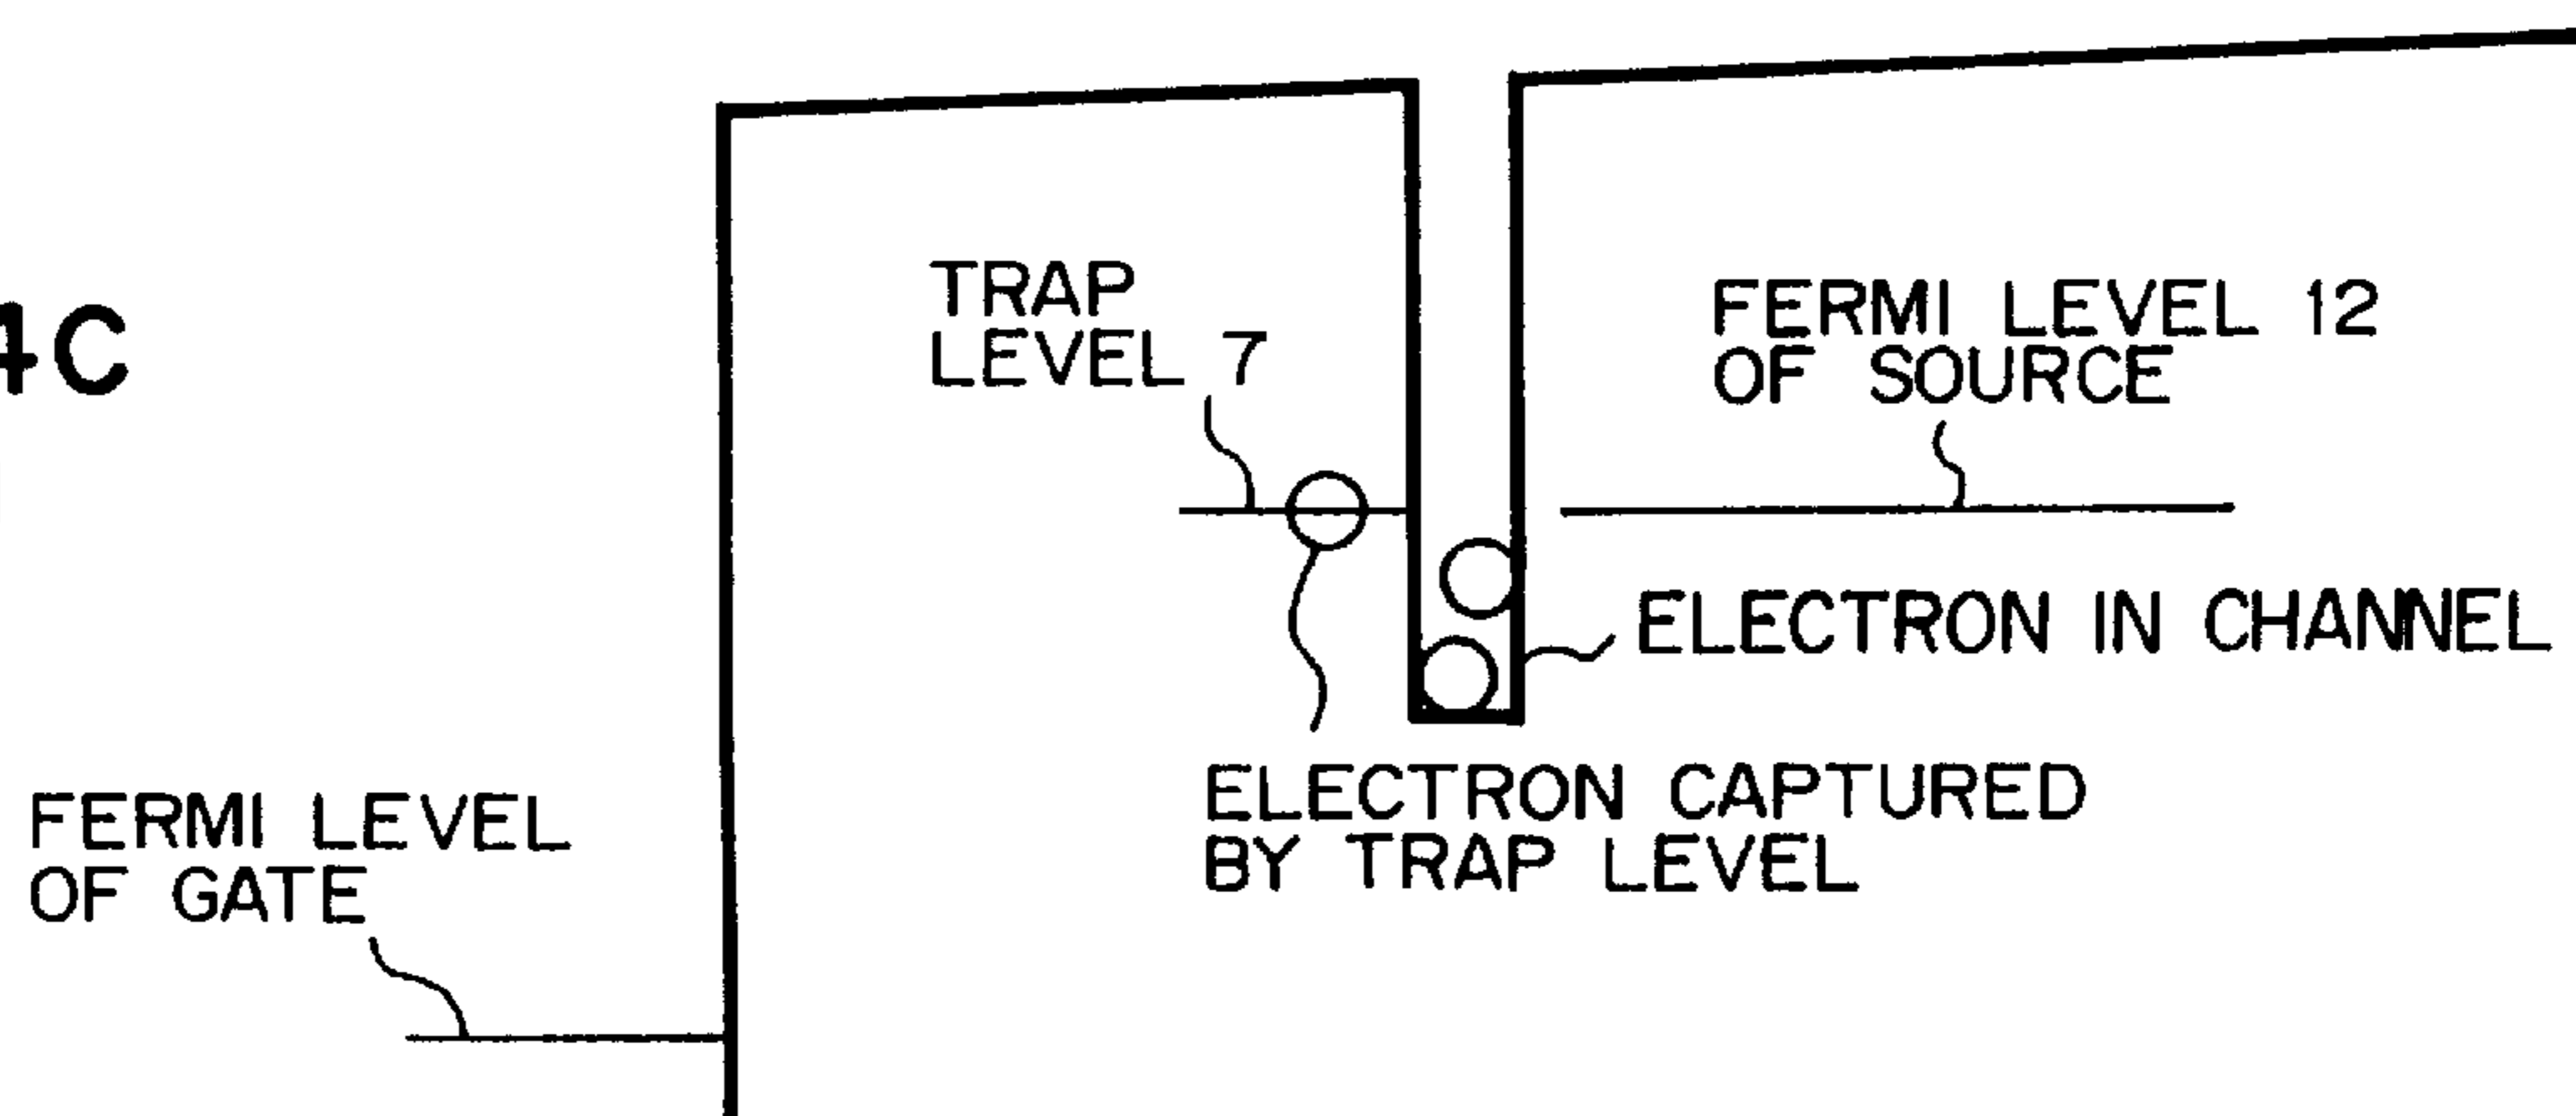 4C
TRAP
LEVEL 7
FERMI LEVEL 12
OF SOURCE
ELECTRON IN CHANNEL
ELECTRON CAPTURED
BY TRAP LEVEL
FERMI LEVEL
OF GATE